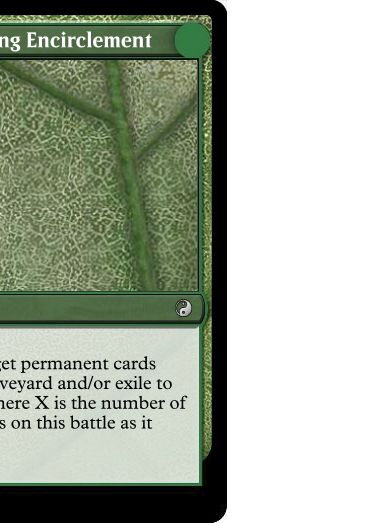 ng Encirclement
et permanent cards
veyard and/or exile to
here X is the number of
s on this battle as it